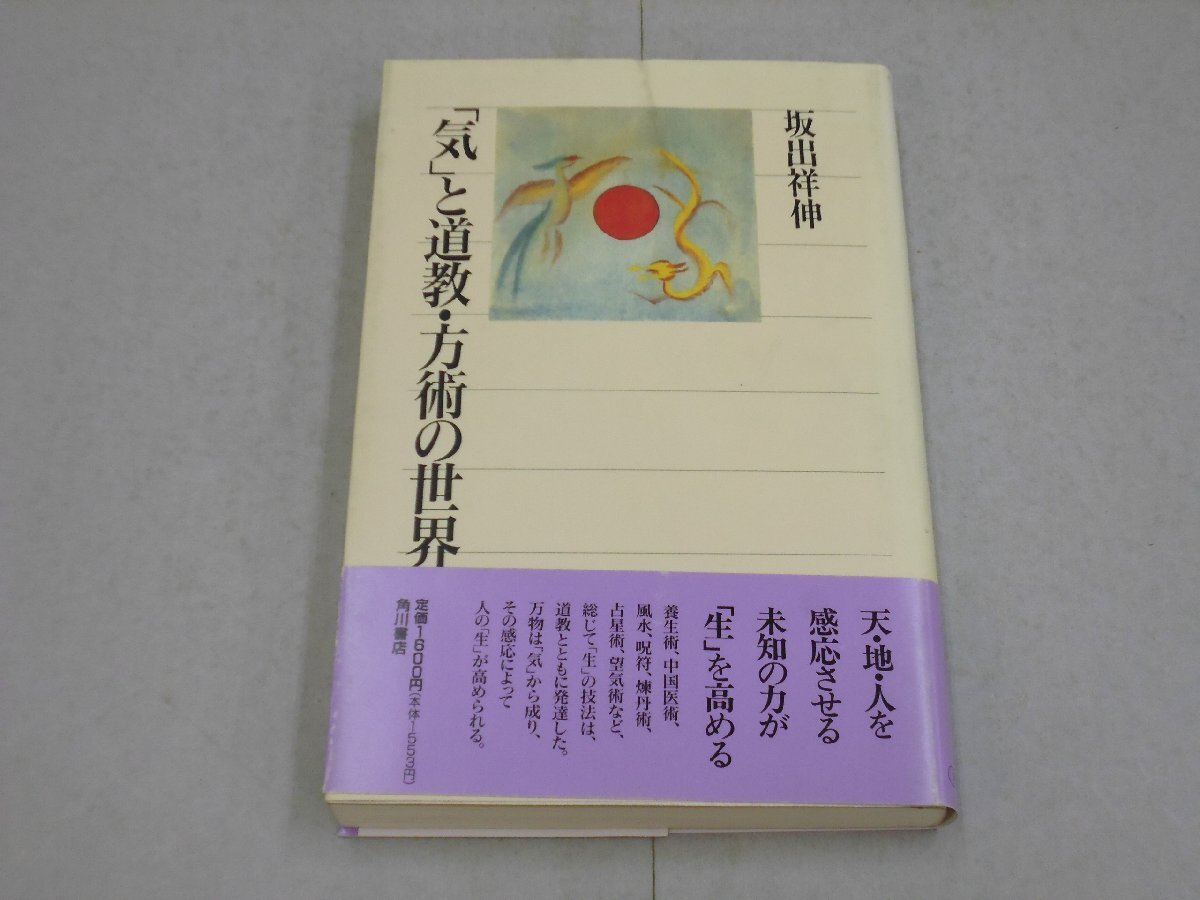 坂出祥伸
「気」と道教・方術の世界
天・地・人を
感応させる
未知の力が
「生」を高める
養生術、中国医術、
風水、呪符、煉丹術、
占星術、望気術など、
総じて「生」の技法は、
道教とともに発達した。
万物は「気」から成り、
その感応によって
人の「生」が高められる。
定価1600円(本体1553円)
角川書店